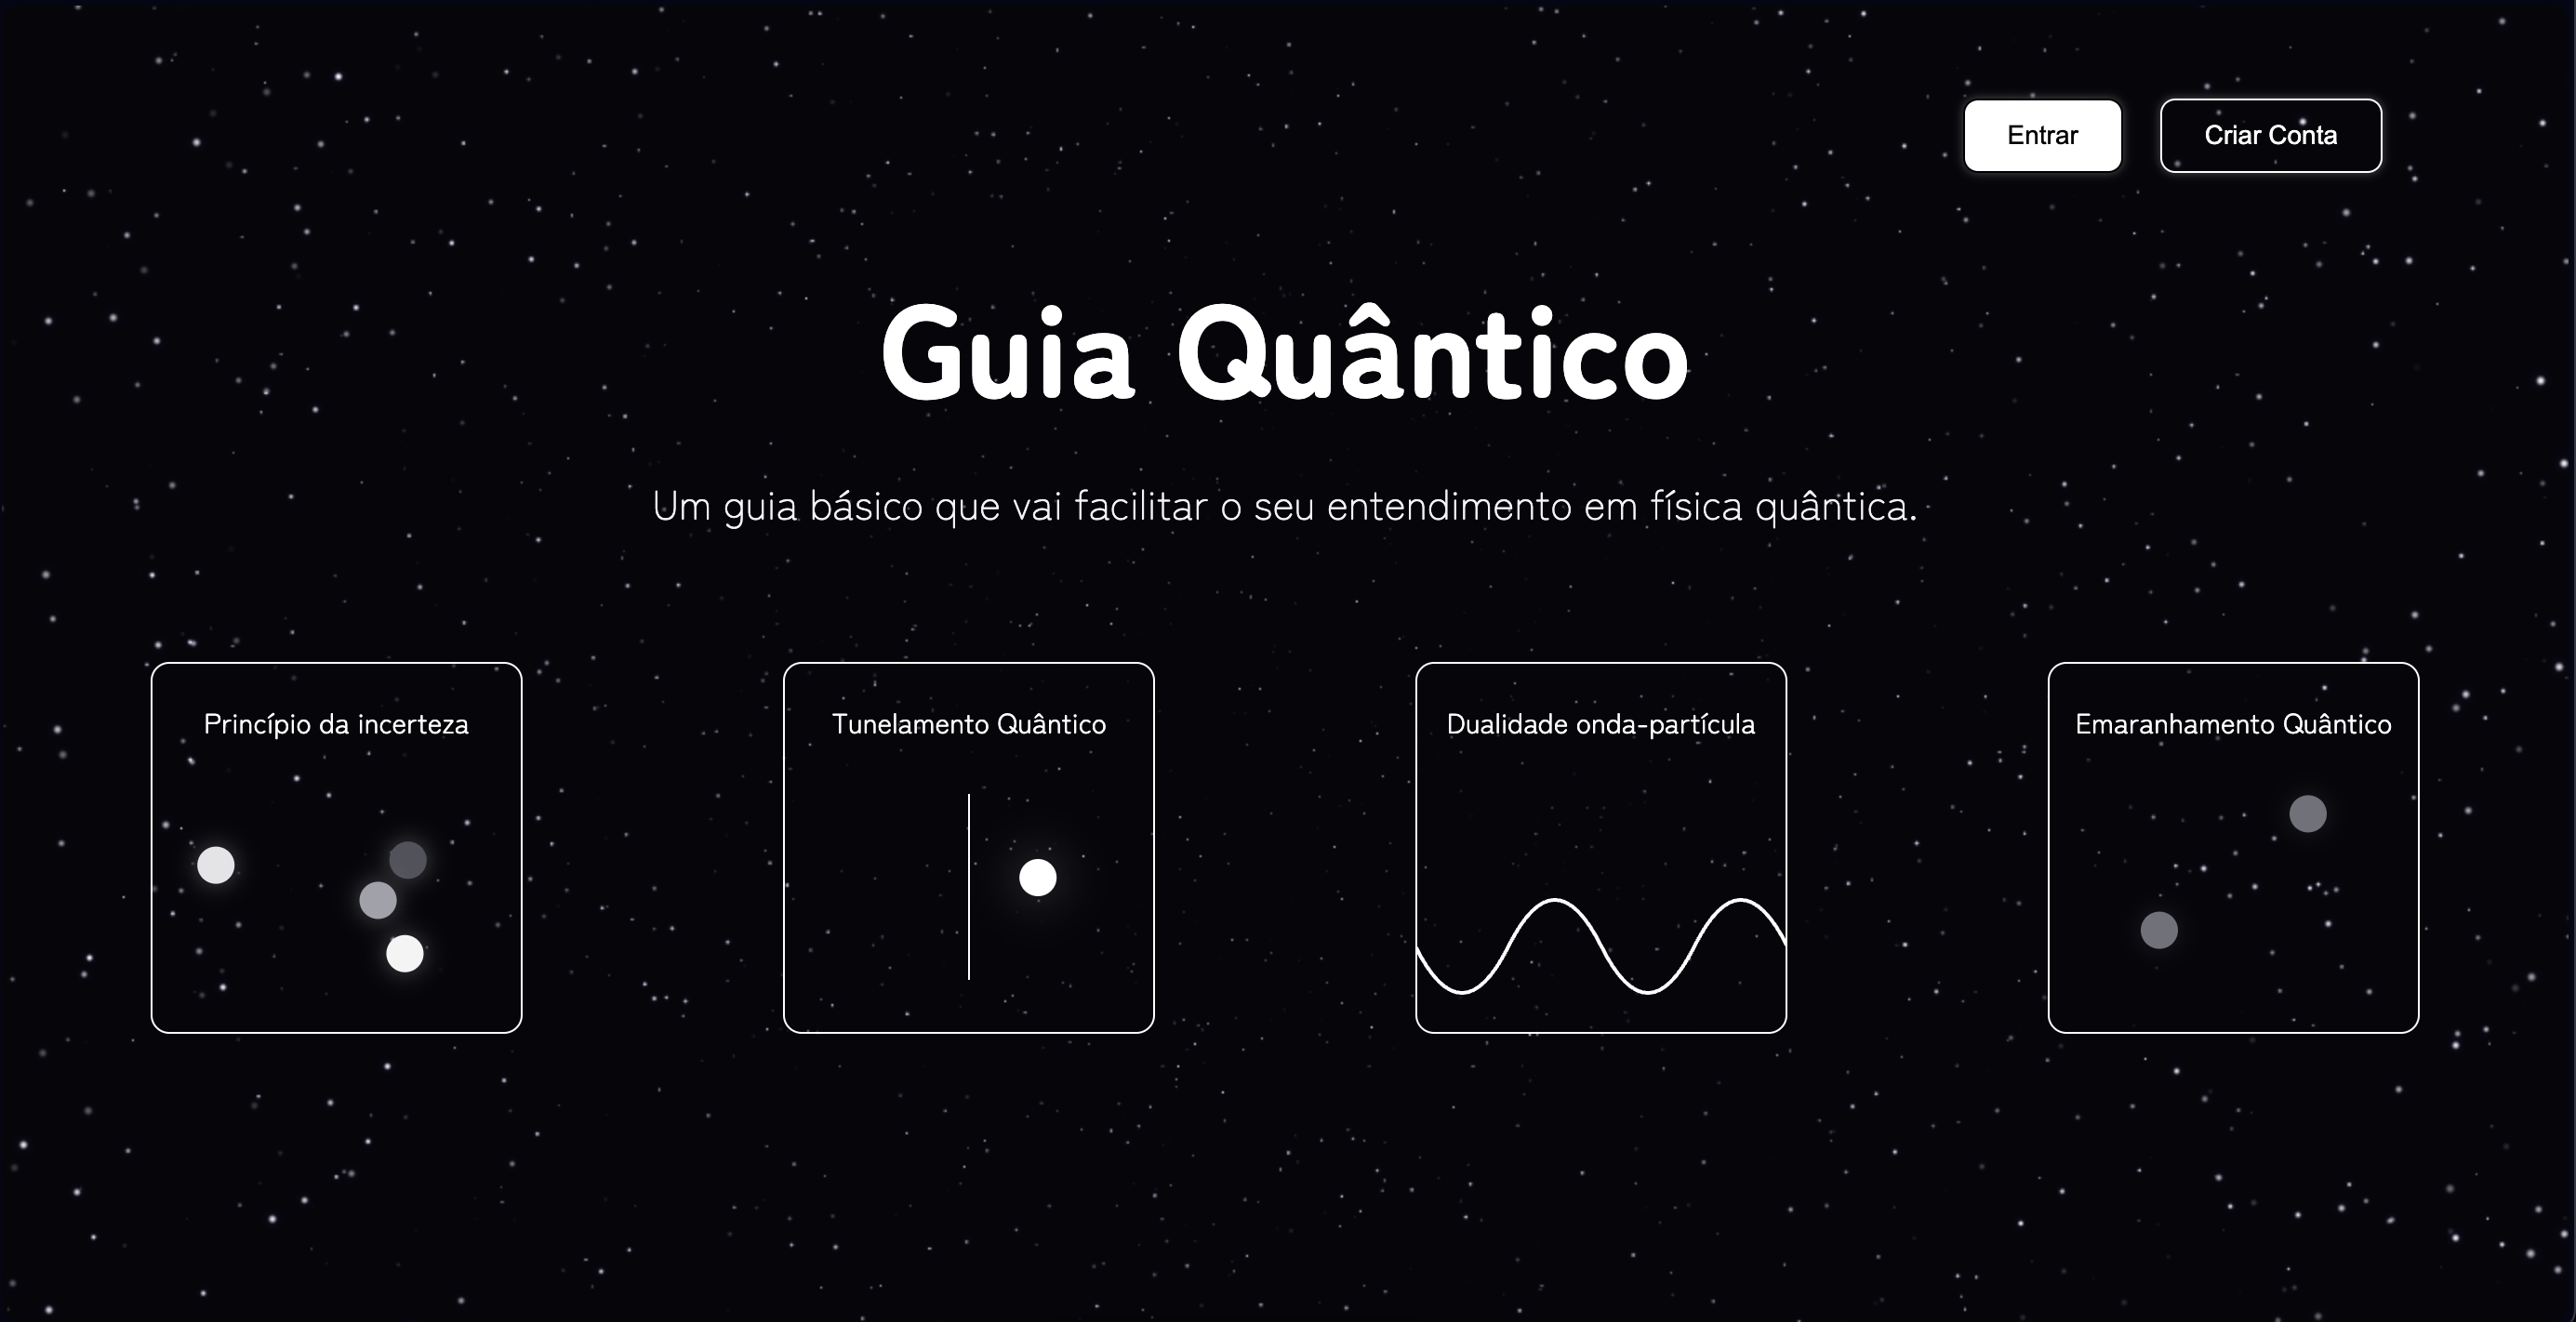 Entrar
Criar Conta
Guia Quântico
Um guia básico que vai facilitar o seu entendimento em física quântica.
Princípio da incerteza
Tunelamento Quântico
Dualidade onda-partícula
Emaranhamento Quântico